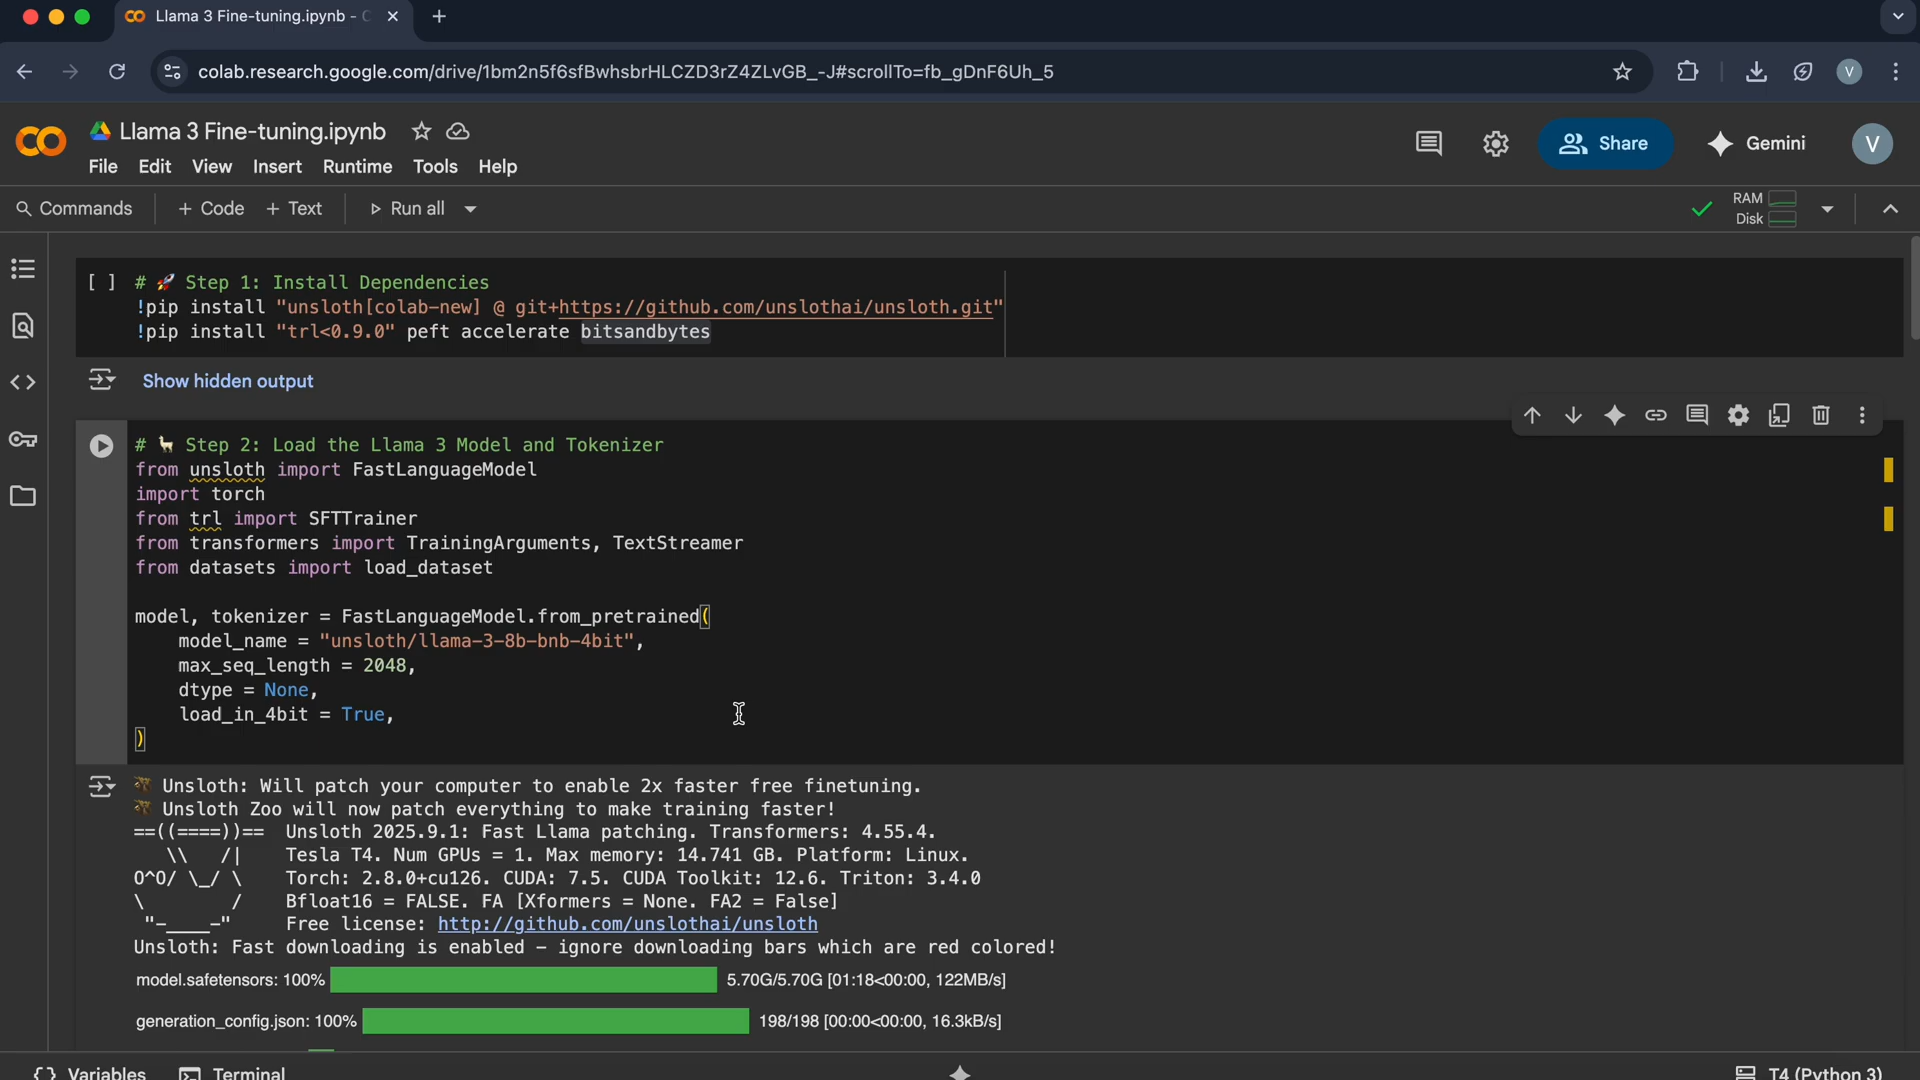 Llama 3 Fine-tuning.ipynb - C
colab.research.google.com/drive/1bm2n5f6sfBwhsbrHLCZD3rZ4ZLvGB_-J#scrollTo=fb_gDnF6Uh_5
V
Llama 3 Fine-tuning.ipynb
File Edit View Insert Runtime Tools Help
Share
Gemini
V
Commands + Code + Text Run all
RAM
Disk
[ ] # 🚀 Step 1: Install Dependencies
!pip install "unsloth[colab-new] @ git+https://github.com/unslothai/unsloth.git"
!pip install "trl<0.9.0" peft accelerate bitsandbytes
Show hidden output
# 🦙 Step 2: Load the Llama 3 Model and Tokenizer
from unsloth import FastLanguageModel
import torch
from trl import SFTTrainer
from transformers import TrainingArguments, TextStreamer
from datasets import load_dataset
model, tokenizer = FastLanguageModel.from_pretrained(
    model_name = "unsloth/llama-3-8b-bnb-4bit",
    max_seq_length = 2048,
    dtype = None,
    load_in_4bit = True,
)
🦥 Unsloth: Will patch your computer to enable 2x faster free finetuning.
🦥 Unsloth Zoo will now patch everything to make training faster!
==((====))==  Unsloth 2025.9.1: Fast Llama patching. Transformers: 4.55.4.
   \\   /|    Tesla T4. Num GPUs = 1. Max memory: 14.741 GB. Platform: Linux.
O^O/ \_/ \    Torch: 2.8.0+cu126. CUDA: 7.5. CUDA Toolkit: 12.6. Triton: 3.4.0
\        /    Bfloat16 = FALSE. FA [Xformers = None. FA2 = False]
 "-____-"     Free license: http://github.com/unslothai/unsloth
Unsloth: Fast downloading is enabled - ignore downloading bars which are red colored!
model.safetensors: 100% 5.70G/5.70G [01:18<00:00, 122MB/s]
generation_config.json: 100% 198/198 [00:00<00:00, 16.3kB/s]
Variables Terminal
T4 (Python 3)